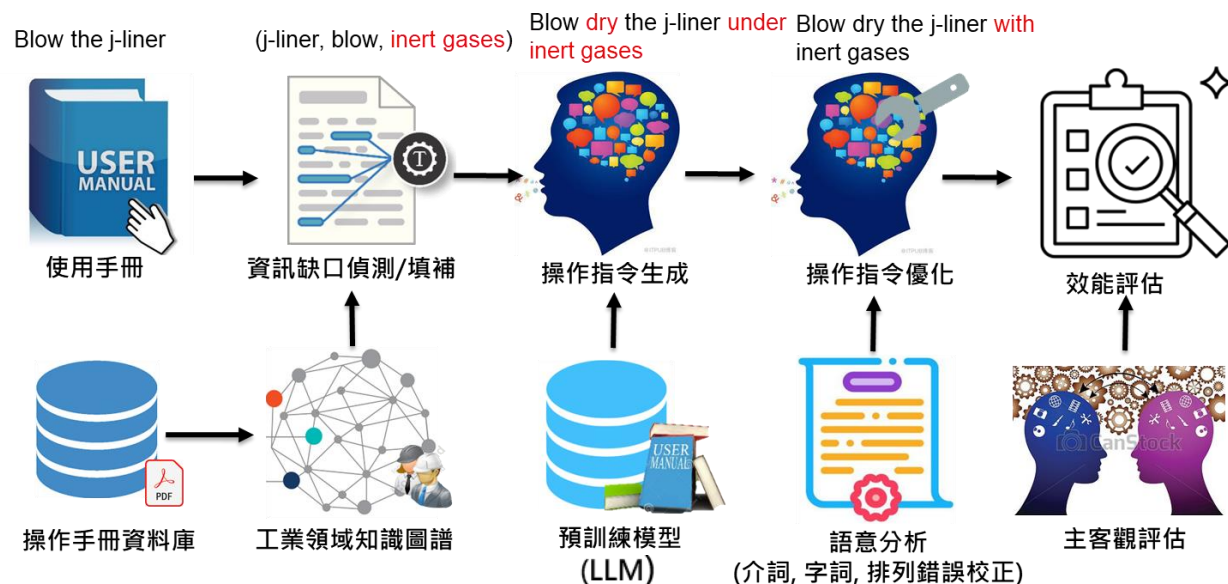 Blow the j-liner
(j-liner, blow, inert gases)
Blow dry the j-liner under
inert gases
Blow dry the j-liner with
inert gases
USER
MANUAL
T
使用手冊
資訊缺口偵測/填補
操作指令生成
操作指令優化
效能評估
PDF
USER
MANUAL
CanStock
操作手冊資料庫
工業領域知識圖譜
預訓練模型
(LLM)
語意分析
(介詞, 字詞, 排列錯誤校正)
主客觀評估